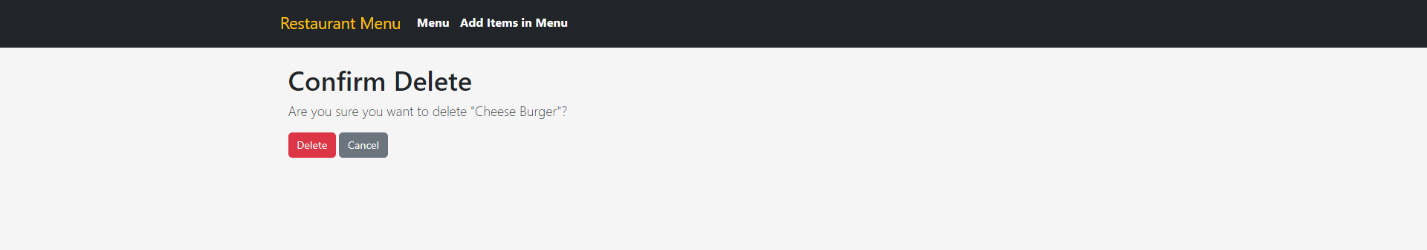 Restaurant Menu Menu Add Items in Menu
Confirm Delete
Are you sure you want to delete "Cheese Burger"?
Delete Cancel